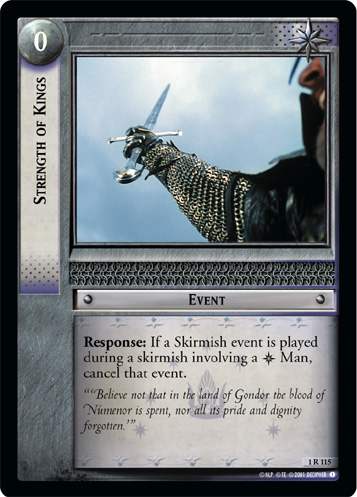 0
STRENGTH OF KINGS
EVENT
Response: If a Skirmish event is played
during a skirmish involving a Man,
cancel that event.
"‘Believe not that in the land of Gondor the blood of
Númenor is spent, nor all its pride and dignity
forgotten.’"
1 R 115
©NLP ©TE ©2001 DECIPHER